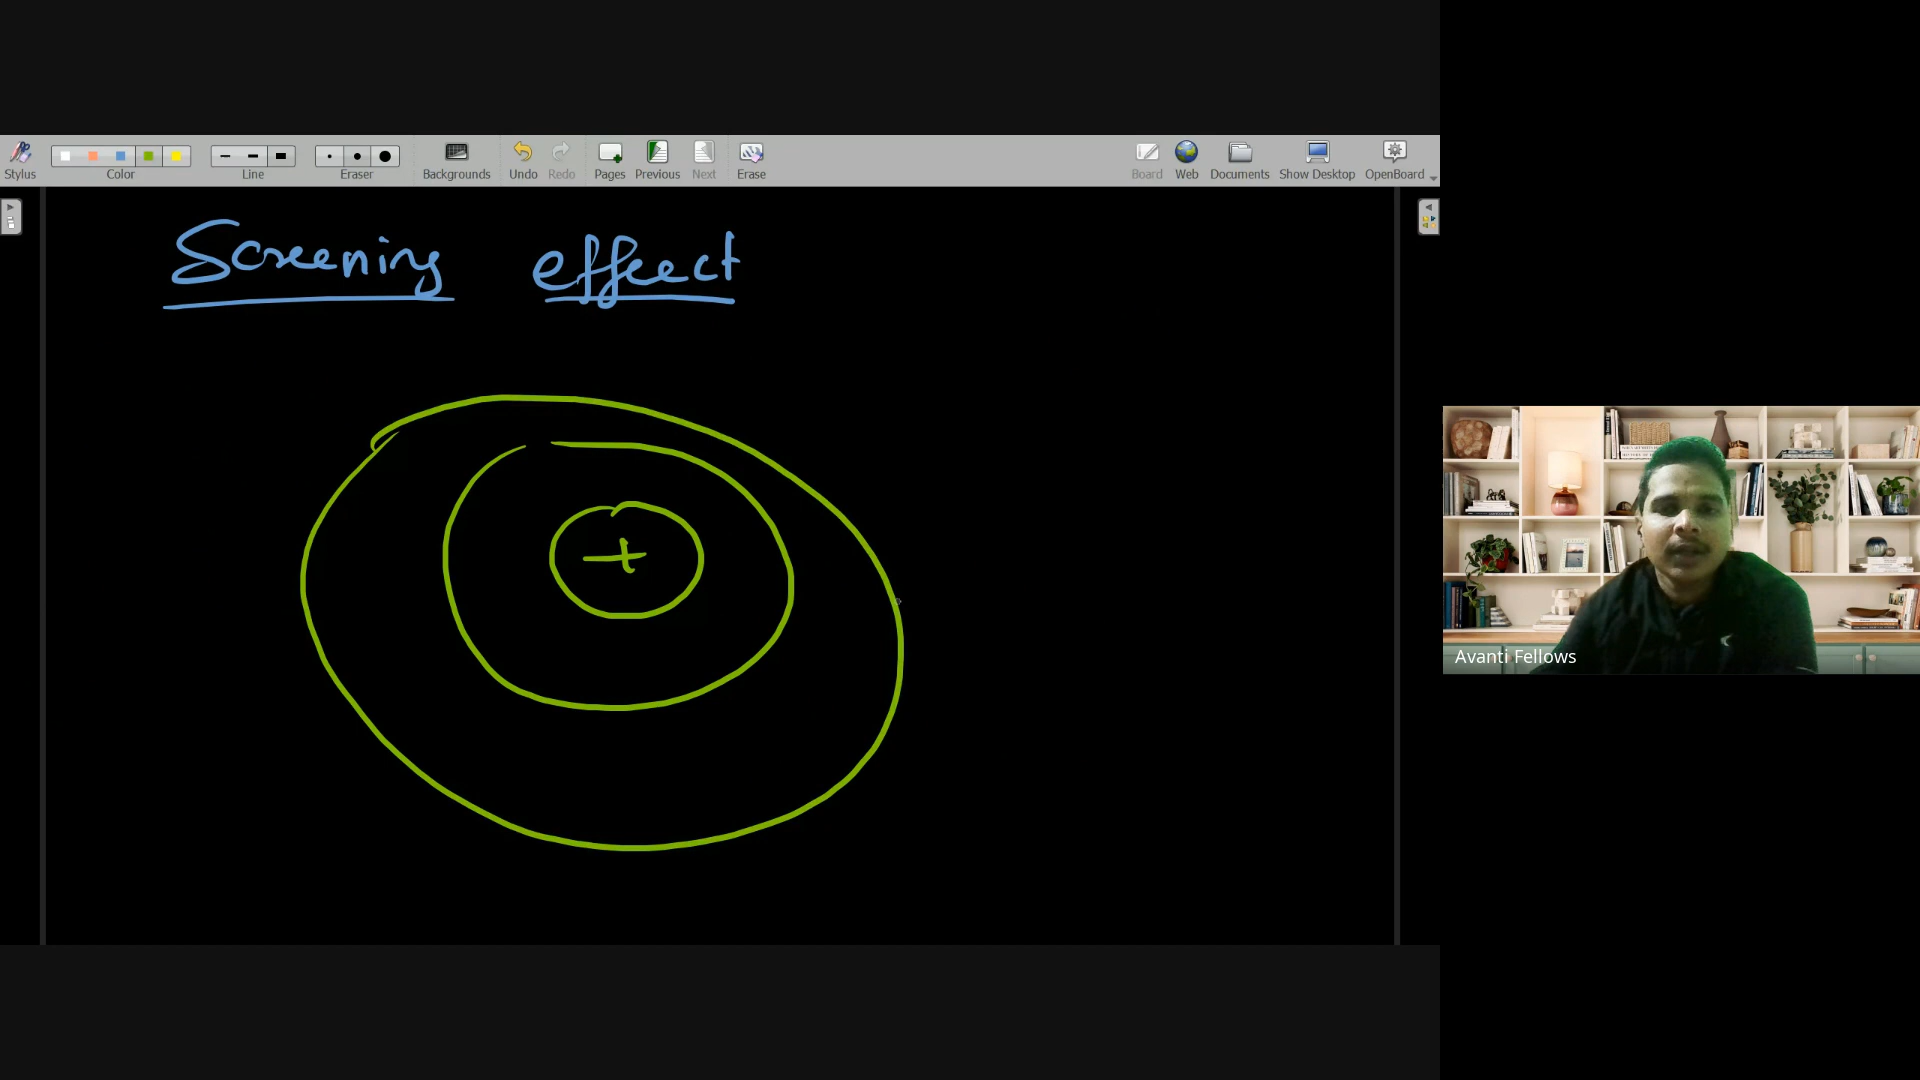 Stylus Color Line Eraser Backgrounds Undo Redo Pages Previous Next Erase Board Web Documents Show Desktop OpenBoard
Screening effeect
+
Avanti Fellows